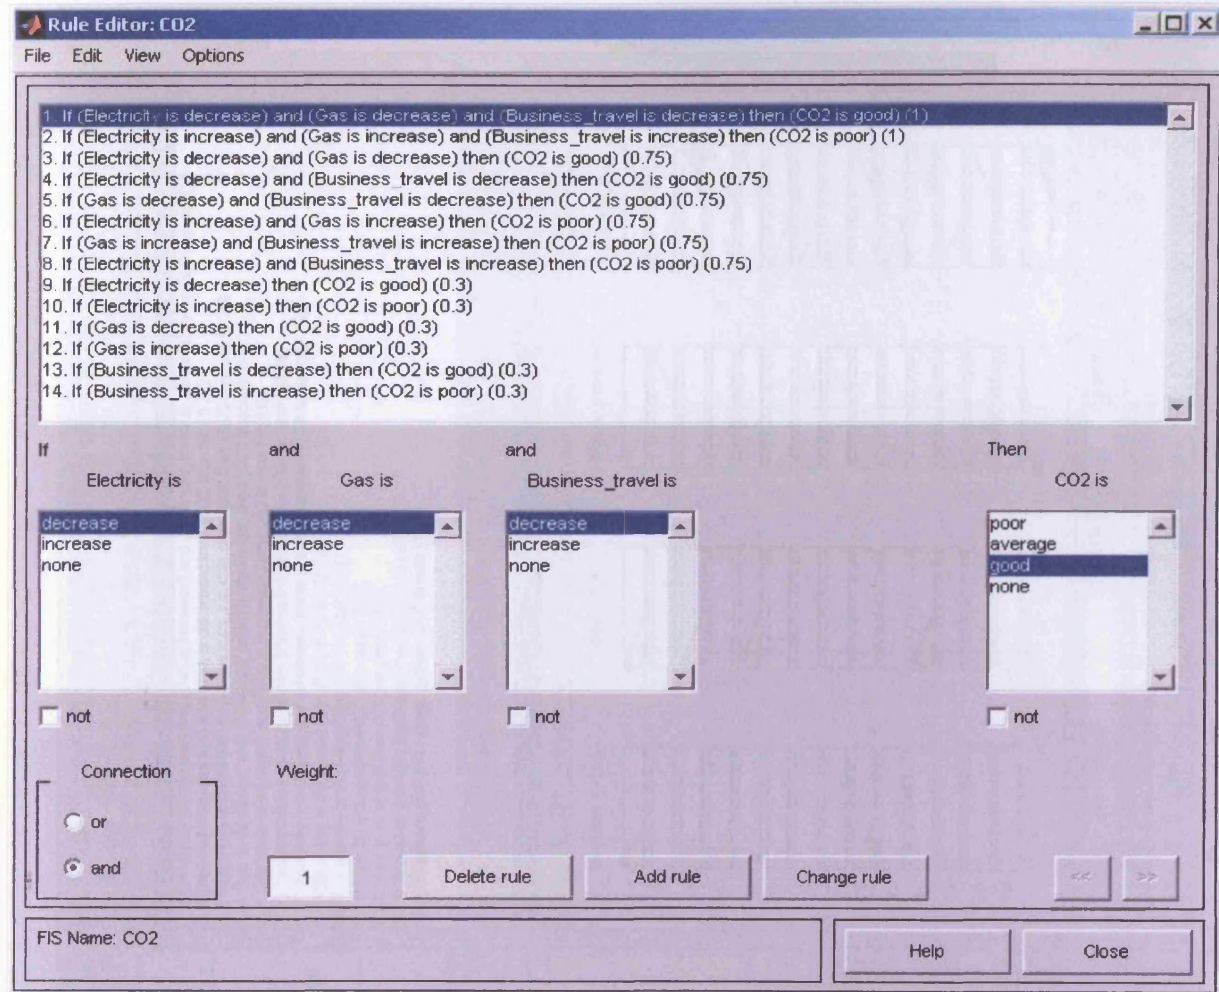 Rule Editor: CO2
File Edit View Options
1. If (Electricity is decrease) and (Gas is decrease) and (Business_travel is decrease) then (CO2 is good) (1)
2. If (Electricity is increase) and (Gas is increase) and (Business_travel is increase) then (CO2 is poor) (1)
3. If (Electricity is decrease) and (Gas is decrease) then (CO2 is good) (0.75)
4. If (Electricity is decrease) and (Business_travel is decrease) then (CO2 is good) (0.75)
5. If (Gas is decrease) and (Business_travel is decrease) then (CO2 is good) (0.75)
6. If (Electricity is increase) and (Gas is increase) then (CO2 is poor) (0.75)
7. If (Gas is increase) and (Business_travel is increase) then (CO2 is poor) (0.75)
8. If (Electricity is increase) and (Business_travel is increase) then (CO2 is poor) (0.75)
9. If (Electricity is decrease) then (CO2 is good) (0.3)
10. If (Electricity is increase) then (CO2 is poor) (0.3)
11. If (Gas is decrease) then (CO2 is good) (0.3)
12. If (Gas is increase) then (CO2 is poor) (0.3)
13. If (Business_travel is decrease) then (CO2 is good) (0.3)
14. If (Business_travel is increase) then (CO2 is poor) (0.3)
If and and Then
Electricity is Gas is Business_travel is CO2 is
decrease decrease decrease poor
increase increase increase average
none none none good
none
not not not not
Connection Weight:
or
and 1 Delete rule Add rule Change rule << >>
FIS Name: CO2 Help Close